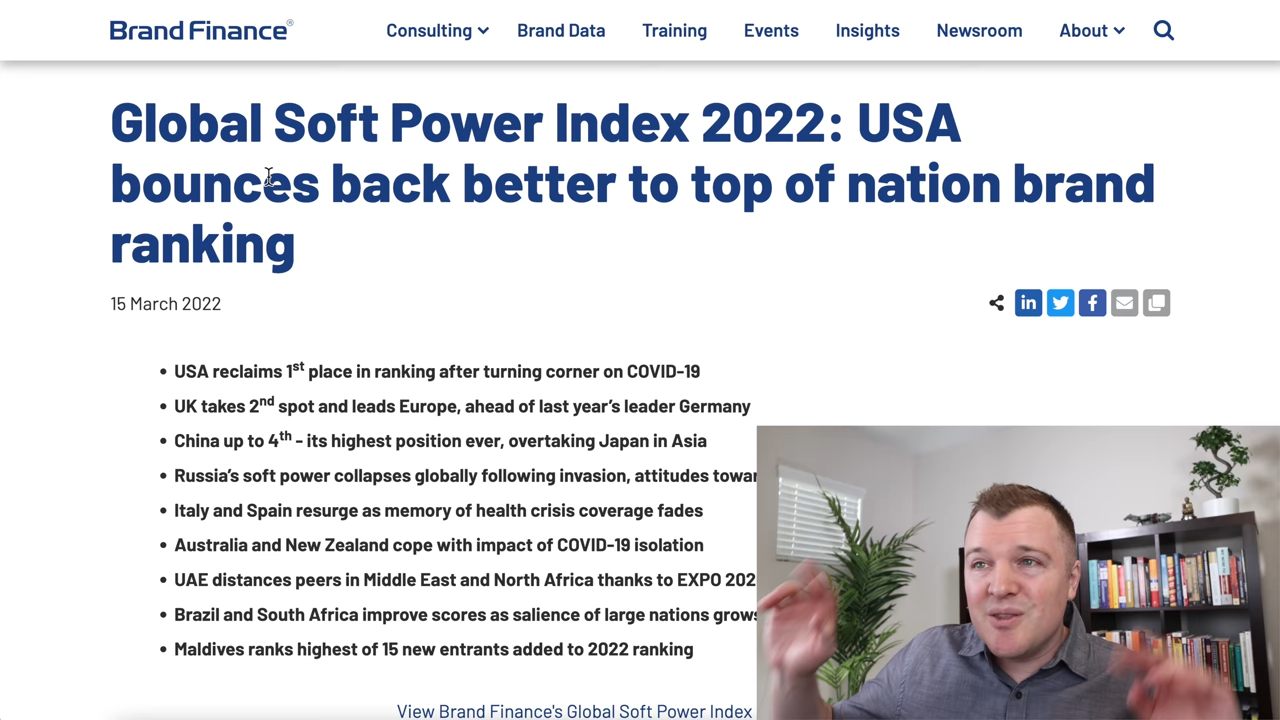 Brand Finance®
Consulting Brand Data Training Events Insights Newsroom About
Global Soft Power Index 2022: USA
bounces back better to top of nation brand
ranking
15 March 2022
in f
• USA reclaims 1st place in ranking after turning corner on COVID-19
• UK takes 2nd spot and leads Europe, ahead of last year’s leader Germany
• China up to 4th - its highest position ever, overtaking Japan in Asia
• Russia’s soft power collapses globally following invasion, attitudes
• Italy and Spain resurge as memory of health crisis coverage fades
• Australia and New Zealand cope with impact of COVID-19 isolation
• UAE distances peers in Middle East and North Africa thanks to EXPO 202
• Brazil and South Africa improve scores as salience of large nations grows
• Maldives ranks highest of 15 new entrants added to 2022 ranking
View Brand Finance's Global Soft Power Index